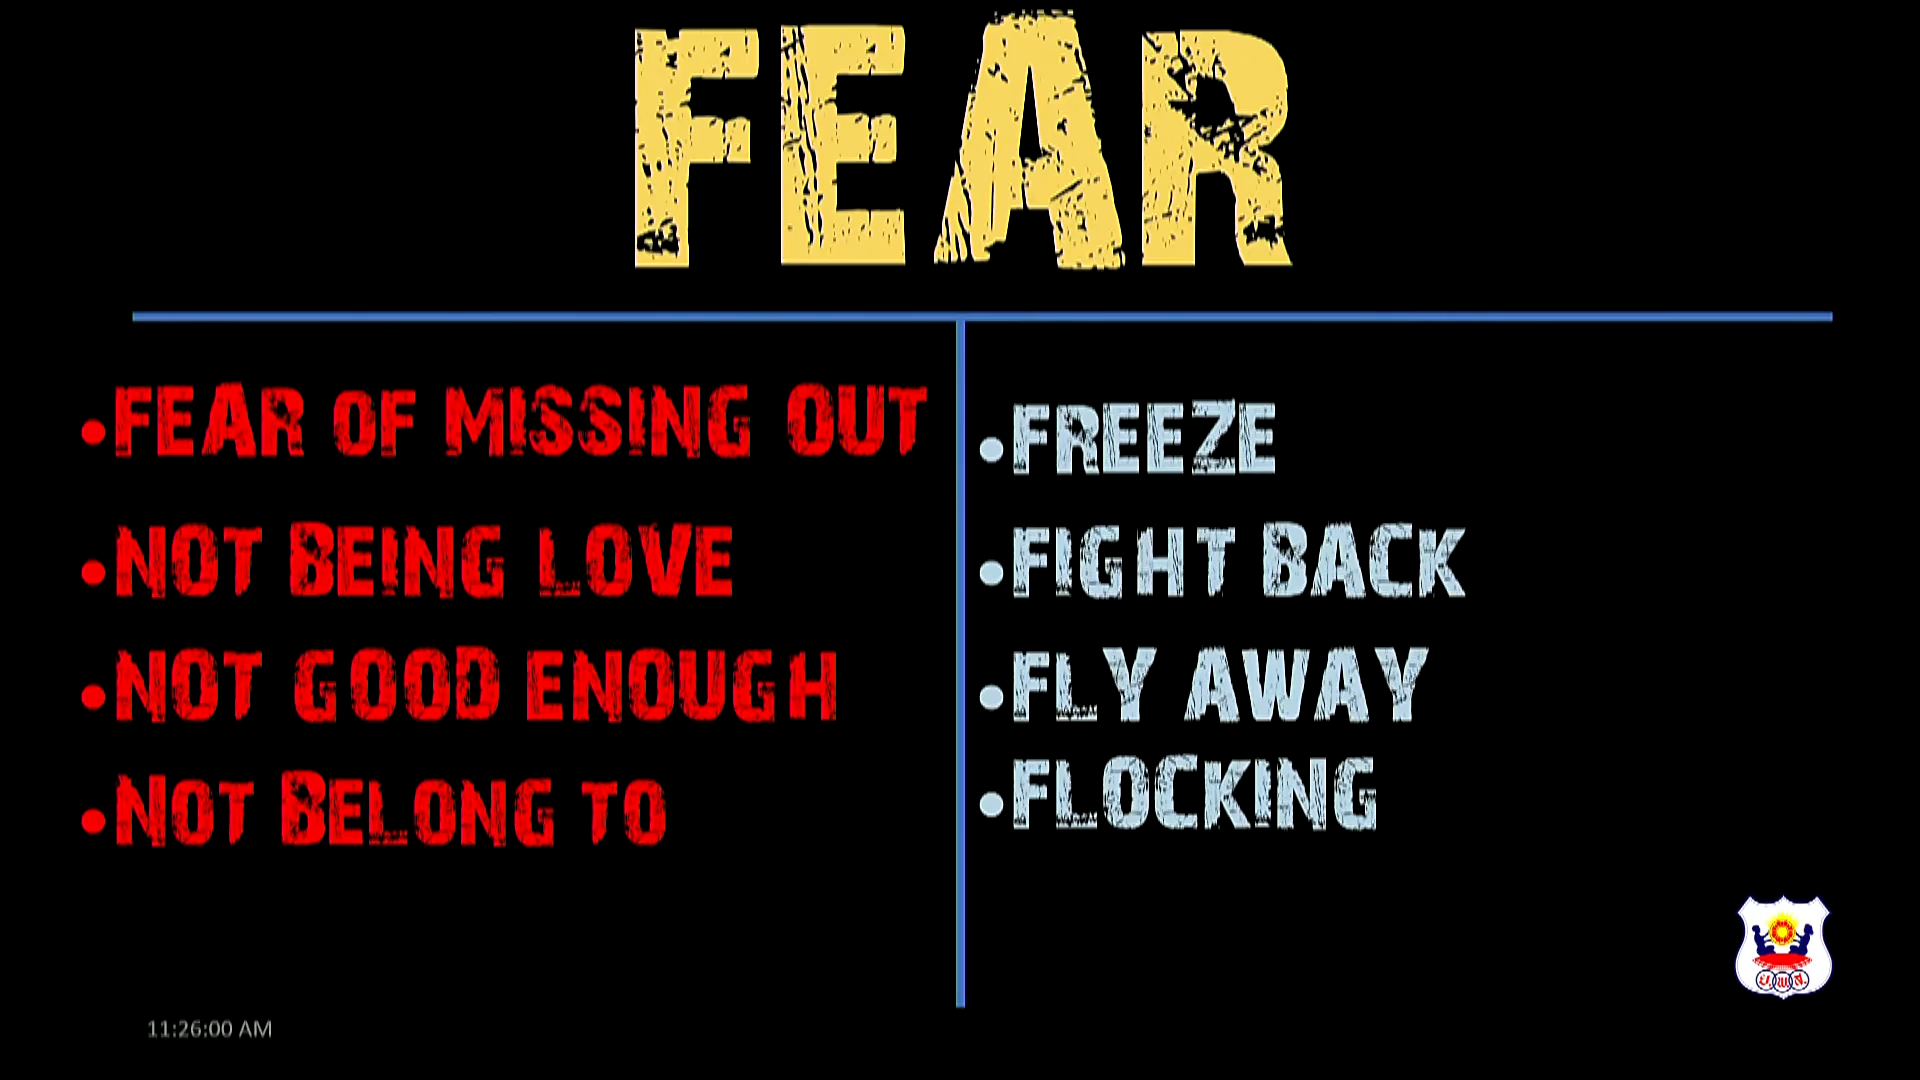 FEAR
FEAR OF MISSING OUT
NOT BEING LOVE
NOT GOOD ENOUGH
NOT BELONG TO
FREEZE
FIGHT BACK
FLY AWAY
FLOCKING
11:26:00 AM